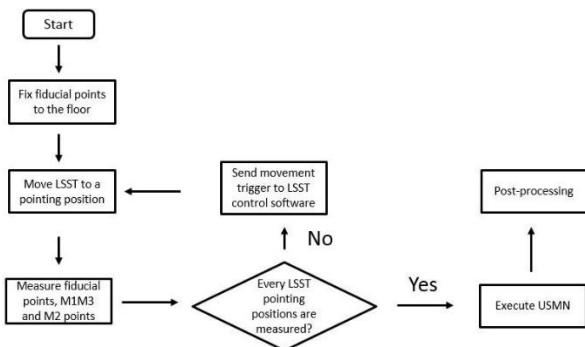 Start
Fix fiducial points
to the floor
Move LSST to a
pointing position
Measure fiducial
points, M1M3
and M2 points
Every LSST
pointing
positions are
measured?
No
Send movement
trigger to LSST
control software
Yes
Execute USMN
Post-processing